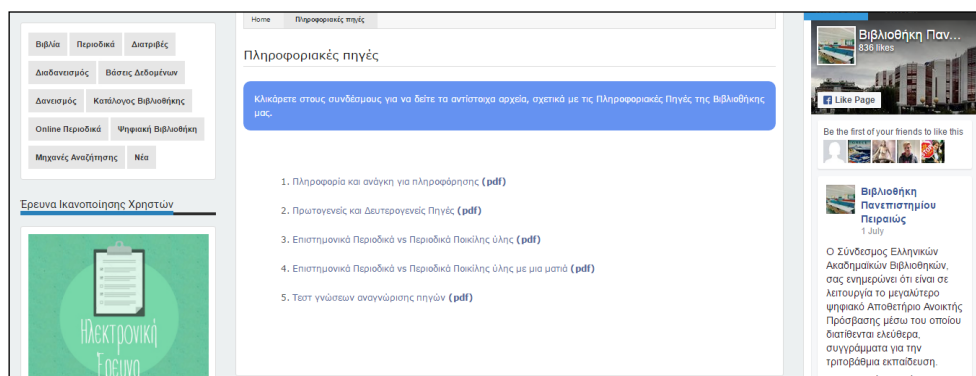 Βιβλία Περιοδικά Διατριβές
Διαδανεισμός Βάσεις Δεδομένων
Δανεισμός Κατάλογος Βιβλιοθήκης
Online Περιοδικά Ψηφιακή Βιβλιοθήκη
Μηχανές Αναζήτησης Νέα
Έρευνα Ικανοποίησης Χρηστών
Ηλεκτρονική
Έρευνα
Home Πληροφοριακές πηγές
Πληροφοριακές πηγές
Κλικάρετε στους συνδέσμους για να δείτε τα αντίστοιχα αρχεία, σχετικά με τις Πληροφοριακές Πηγές της Βιβλιοθήκης
μας.
1. Πληροφορία και ανάγκη για πληροφόρησης (pdf)
2. Πρωτογενείς και Δευτερογενείς Πηγές (pdf)
3. Επιστημονικά Περιοδικά vs Περιοδικά Ποικίλης ύλης (pdf)
4. Επιστημονικά Περιοδικά vs Περιοδικά Ποικίλης ύλης με μια ματιά (pdf)
5. Τεστ γνώσεων αναγνώρισης πηγών (pdf)
Βιβλιοθήκη Παν...
836 likes
Like Page
Be the first of your friends to like this
Βιβλιοθήκη
Πανεπιστημίου
Πειραιώς
1 July
Ο Σύνδεσμος Ελληνικών
Ακαδημαϊκών Βιβλιοθηκών,
σας ενημερώνει ότι είναι σε
λειτουργία το μεγαλύτερο
ψηφιακό Αποθετήριο Ανοικτής
Πρόσβασης μέσω του οποίου
διατίθενται ελεύθερα,
συγγράμματα για την
τριτοβάθμια εκπαίδευση.